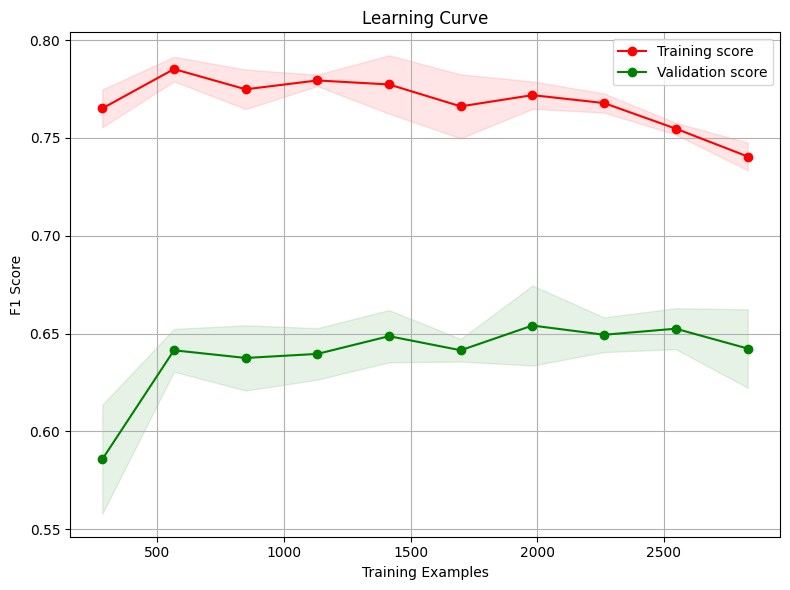 Learning Curve
Training score
Validation score
F1 Score
0.80
0.75
0.70
0.65
0.60
0.55
500 1000 1500 2000 2500
Training Examples